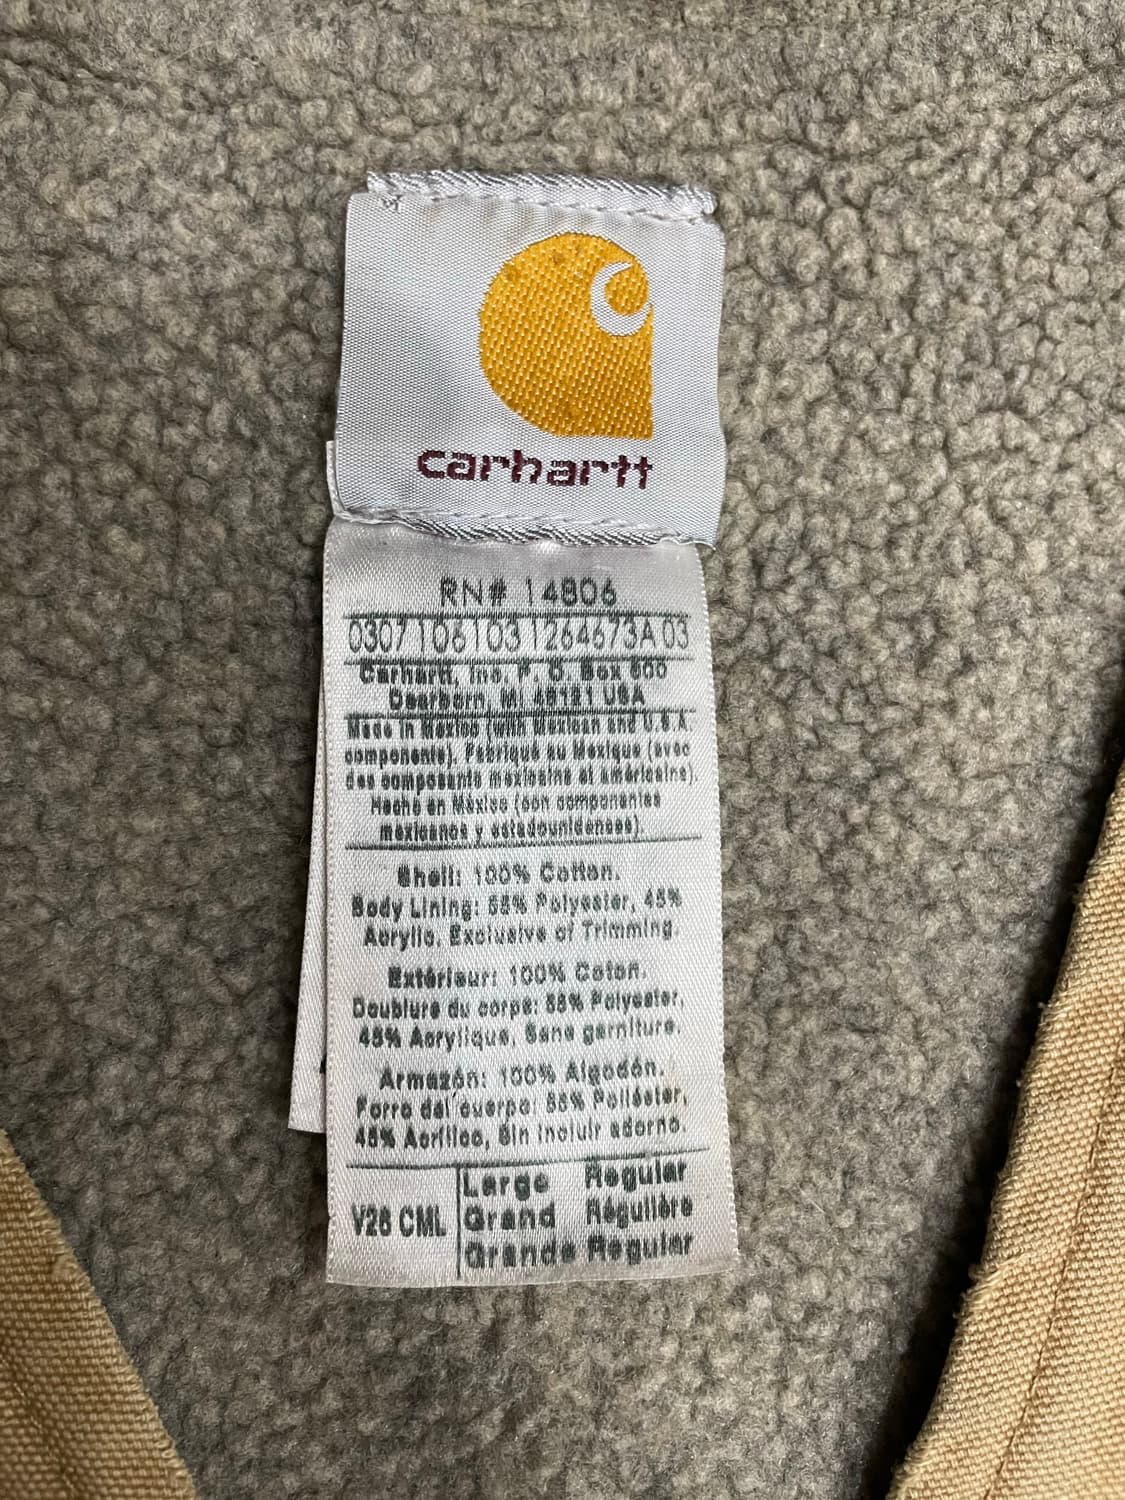 carhartt
RN# 14806
0307 106103 1264673A 03
Carhartt, Inc. P. O. Box 600
Dearborn, MI 48121 USA
Made in Mexico (with Mexican and U.S.A.
components). Fabriqué au Mexique (avec
des composants mexicains et américains).
Hecho en México (con componentes
mexicanos y estadounidenses).
Shell: 100% Cotton.
Body Lining: 55% Polyester, 45%
Acrylic, Exclusive of Trimming.
Extérieur: 100% Coton.
Doublure du corps: 55% Polyester,
45% Acrylique, Sans garniture.
Armazón: 100% Algodón.
Forro del cuerpo: 55% Poliéster,
45% Acrílico, Sin incluir adorno.
V26 CML
Large Regular
Grand Régulière
Grande Regular